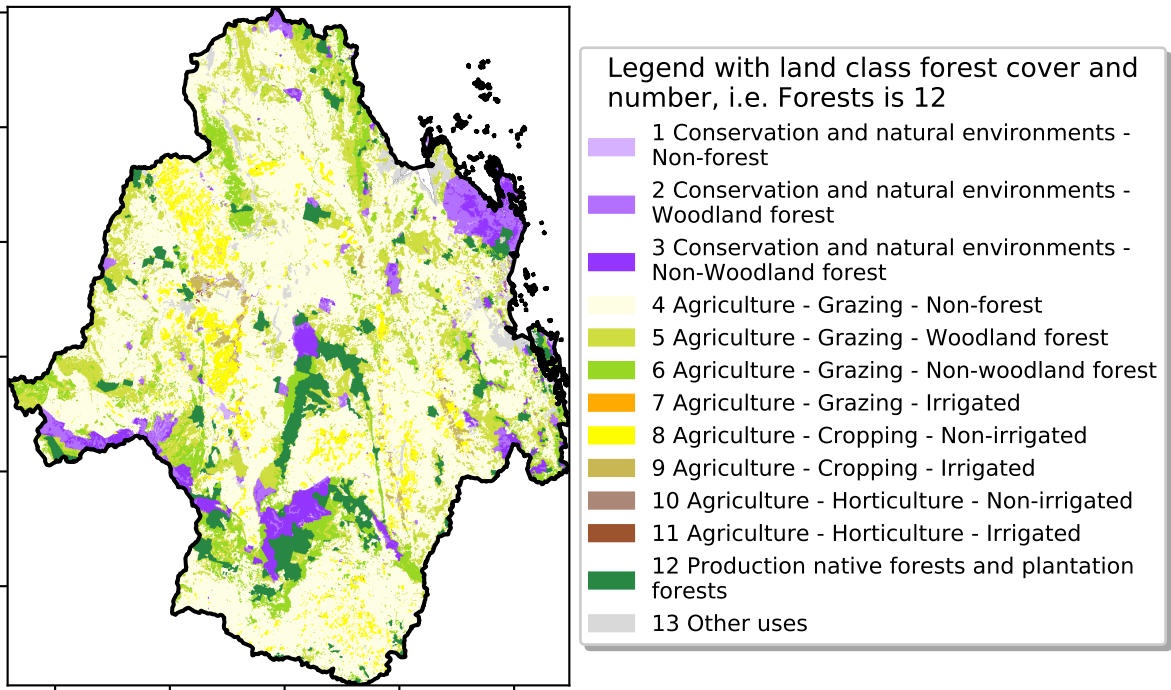 Legend with land class forest cover and
number, i.e. Forests is 12
1 Conservation and natural environments -
Non-forest
2 Conservation and natural environments -
Woodland forest
3 Conservation and natural environments -
Non-Woodland forest
4 Agriculture - Grazing - Non-forest
5 Agriculture - Grazing - Woodland forest
6 Agriculture - Grazing - Non-woodland forest
7 Agriculture - Grazing - Irrigated
8 Agriculture - Cropping - Non-irrigated
9 Agriculture - Cropping - Irrigated
10 Agriculture - Horticulture - Non-irrigated
11 Agriculture - Horticulture - Irrigated
12 Production native forests and plantation
forests
13 Other uses